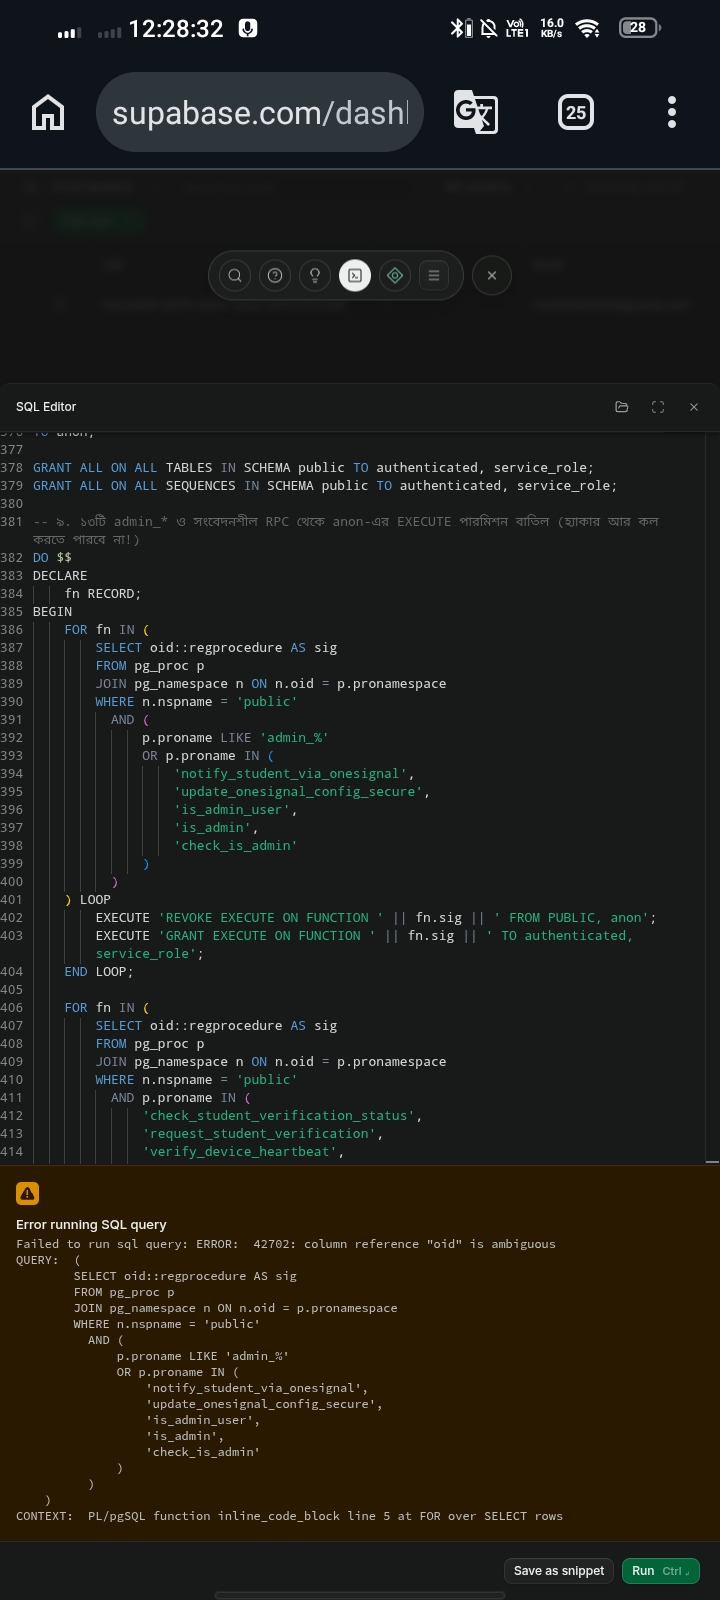 12:28:32
Vo)) LTE1
16.0 KB/s
28
supabase.com/dash
25
SQL Editor
TO anon;
377
378 GRANT ALL ON ALL TABLES IN SCHEMA public TO authenticated, service_role;
379 GRANT ALL ON ALL SEQUENCES IN SCHEMA public TO authenticated, service_role;
380
381 -- ৯. ১৩টি admin_* ও সংবেদনশীল RPC থেকে anon-এর EXECUTE পারমিশন বাতিল (হ্যাকার আর কল
করতে পারবে না!)
382 DO $$
383 DECLARE
384 fn RECORD;
385 BEGIN
386 FOR fn IN (
387 SELECT oid::regprocedure AS sig
388 FROM pg_proc p
389 JOIN pg_namespace n ON n.oid = p.pronamespace
390 WHERE n.nspname = 'public'
391 AND (
392 p.proname LIKE 'admin_%'
393 OR p.proname IN (
394 'notify_student_via_onesignal',
395 'update_onesignal_config_secure',
396 'is_admin_user',
397 'is_admin',
398 'check_is_admin'
399 )
400 )
401 ) LOOP
402 EXECUTE 'REVOKE EXECUTE ON FUNCTION ' || fn.sig || ' FROM PUBLIC, anon';
403 EXECUTE 'GRANT EXECUTE ON FUNCTION ' || fn.sig || ' TO authenticated,
service_role';
404 END LOOP;
405
406 FOR fn IN (
407 SELECT oid::regprocedure AS sig
408 FROM pg_proc p
409 JOIN pg_namespace n ON n.oid = p.pronamespace
410 WHERE n.nspname = 'public'
411 AND p.proname IN (
412 'check_student_verification_status',
413 'request_student_verification',
414 'verify_device_heartbeat',
Error running SQL query
Failed to run sql query: ERROR: 42702: column reference "oid" is ambiguous
QUERY: (
SELECT oid::regprocedure AS sig
FROM pg_proc p
JOIN pg_namespace n ON n.oid = p.pronamespace
WHERE n.nspname = 'public'
AND (
p.proname LIKE 'admin_%'
OR p.proname IN (
'notify_student_via_onesignal',
'update_onesignal_config_secure',
'is_admin_user',
'is_admin',
'check_is_admin'
)
)
)
CONTEXT: PL/pgSQL function inline_code_block line 5 at FOR over SELECT rows
Save as snippet
Run Ctrl ↵